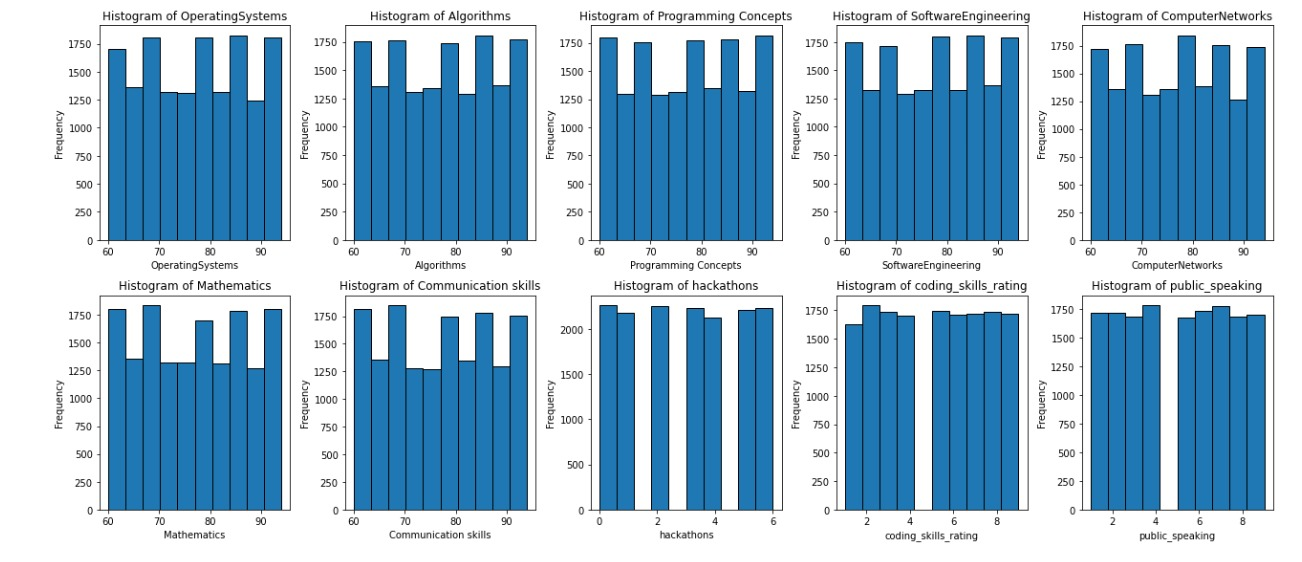 Histogram of OperatingSystems
1750
1500
1250
1000
750
500
250
0
Frequency
60 70 80 90
OperatingSystems
Histogram of Algorithms
1750
1500
1250
1000
750
500
250
0
Frequency
60 70 80 90
Algorithms
Histogram of Programming Concepts
1750
1500
1250
1000
750
500
250
0
Frequency
60 70 80 90
Programming Concepts
Histogram of SoftwareEngineering
1750
1500
1250
1000
750
500
250
0
Frequency
60 70 80 90
SoftwareEngineering
Histogram of ComputerNetworks
1750
1500
1250
1000
750
500
250
0
Frequency
60 70 80 90
ComputerNetworks
Histogram of Mathematics
1750
1500
1250
1000
750
500
250
0
Frequency
60 70 80 90
Mathematics
Histogram of Communication skills
1750
1500
1250
1000
750
500
250
0
Frequency
60 70 80 90
Communication skills
Histogram of hackathons
2000
1500
1000
500
0
Frequency
0 2 4 6
hackathons
Histogram of coding_skills_rating
1750
1500
1250
1000
750
500
250
0
Frequency
2 4 6 8
coding_skills_rating
Histogram of public_speaking
1750
1500
1250
1000
750
500
250
0
Frequency
2 4 6 8
public_speaking